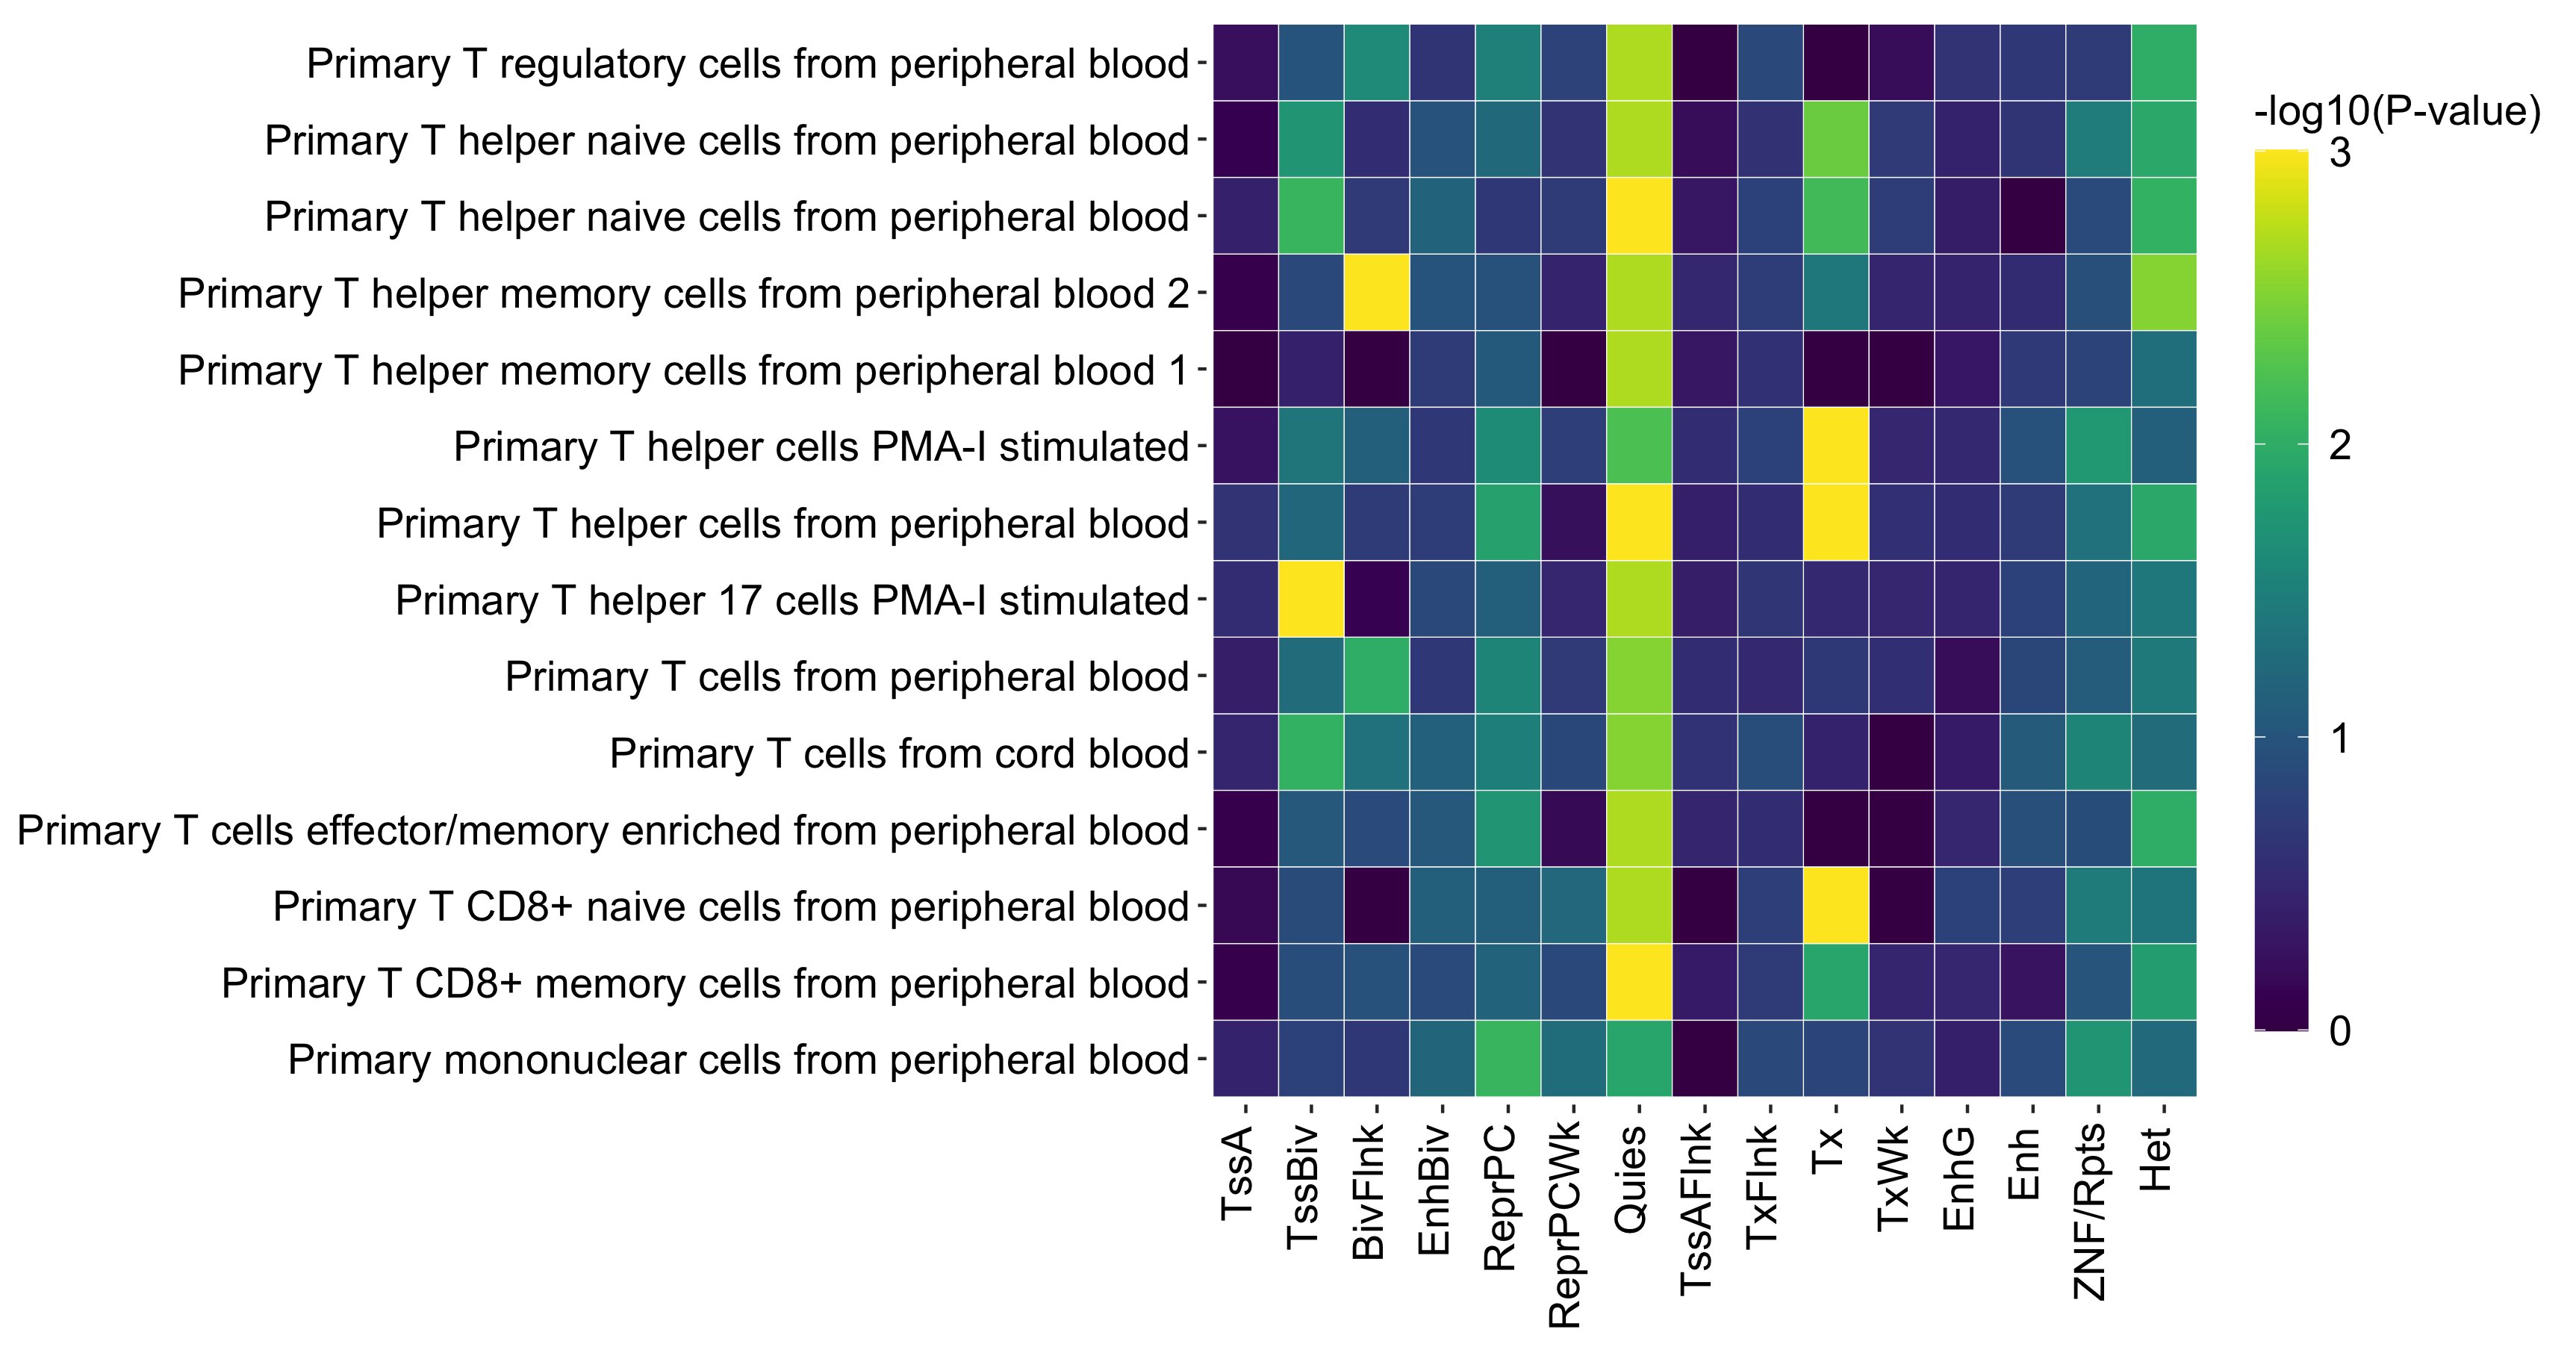 Primary T regulatory cells from peripheral blood
Primary T helper naive cells from peripheral blood
Primary T helper naive cells from peripheral blood
Primary T helper memory cells from peripheral blood 2
Primary T helper memory cells from peripheral blood 1
Primary T helper cells PMA-I stimulated
Primary T helper cells from peripheral blood
Primary T helper 17 cells PMA-I stimulated
Primary T cells from peripheral blood
Primary T cells from cord blood
Primary T cells effector/memory enriched from peripheral blood
Primary T CD8+ naive cells from peripheral blood
Primary T CD8+ memory cells from peripheral blood
Primary mononuclear cells from peripheral blood
TssA
TssBiv
BivFlnk
EnhBiv
ReprPC
ReprPCWk
Quies
TssAFlnk
TxFlnk
Tx
TxWk
EnhG
Enh
ZNF/Rpts
Het
-log10(P-value)
3
2
1
0